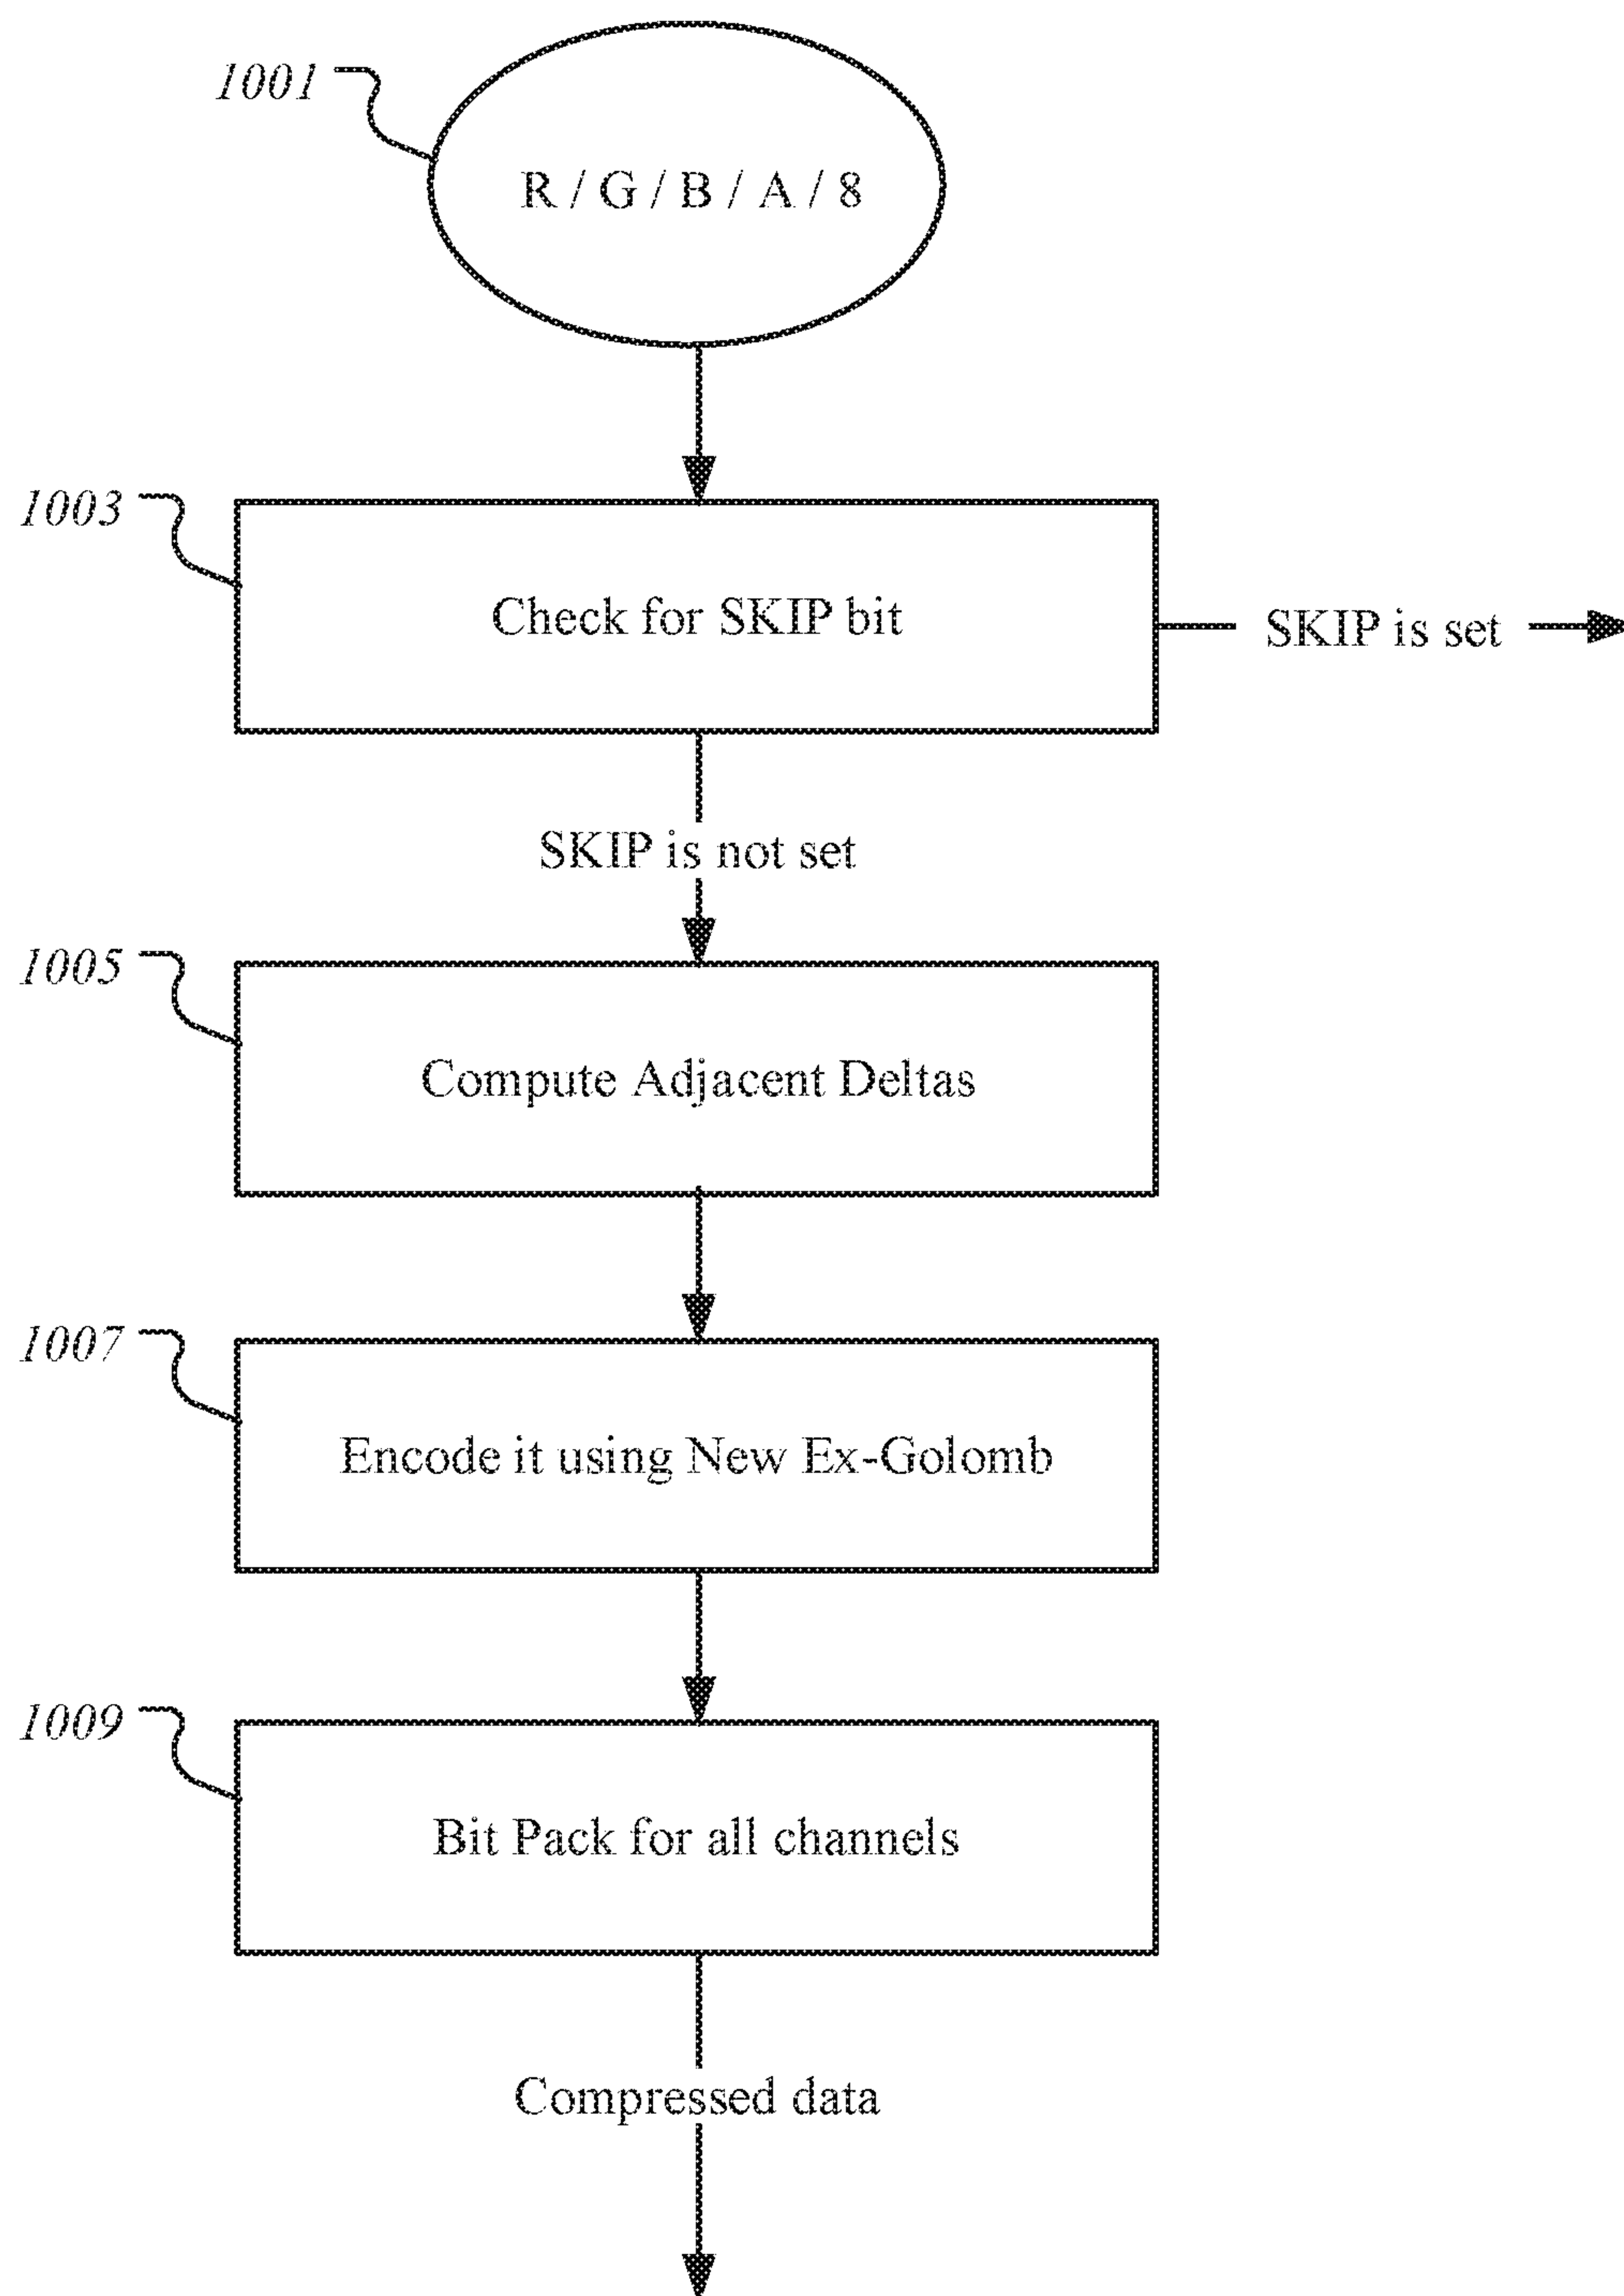 1001
R / G / B / A / 8
1003
Check for SKIP bit
SKIP is set
SKIP is not set
1005
Compute Adjacent Deltas
1007
Encode it using New Ex-Golomb
1009
Bit Pack for all channels
Compressed data